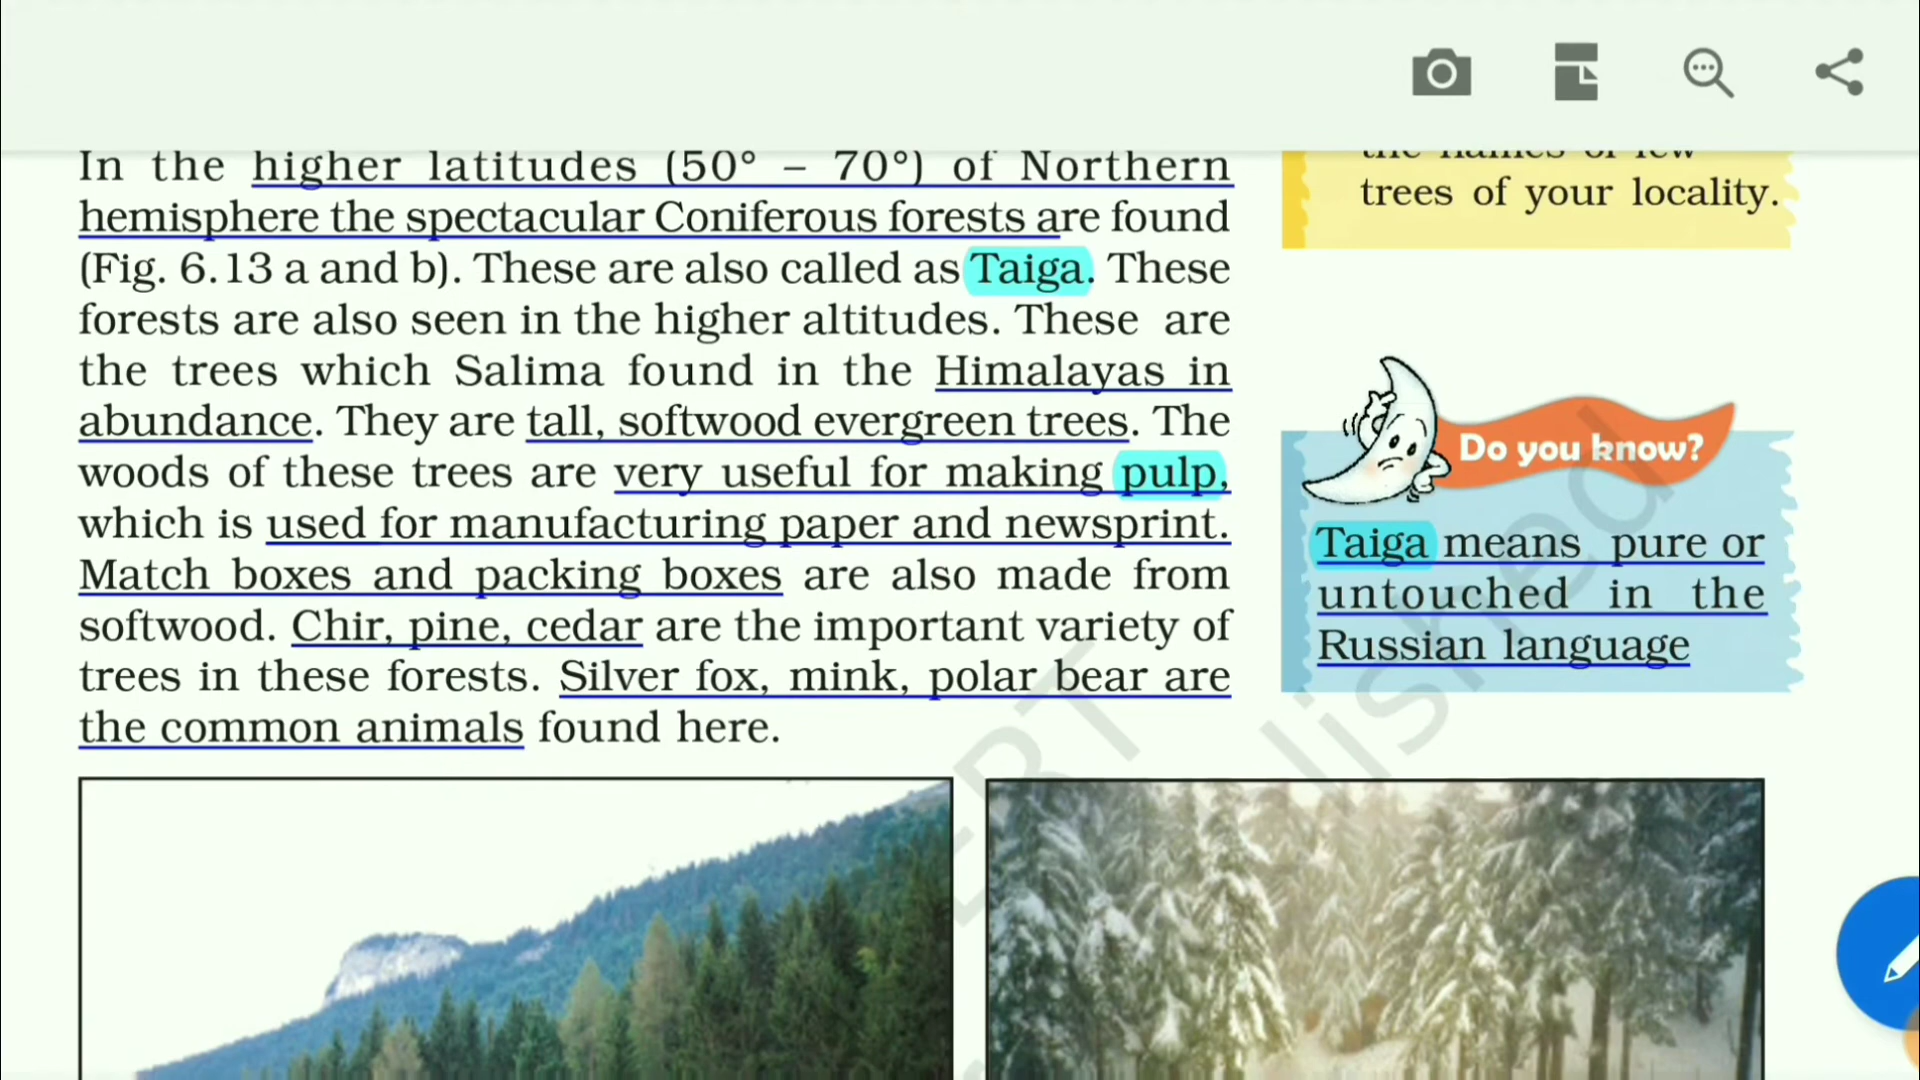 In the higher latitudes (50° – 70°) of Northern
hemisphere the spectacular Coniferous forests are found
(Fig. 6.13 a and b). These are also called as Taiga. These
forests are also seen in the higher altitudes. These are
the trees which Salima found in the Himalayas in
abundance. They are tall, softwood evergreen trees. The
woods of these trees are very useful for making pulp,
which is used for manufacturing paper and newsprint.
Match boxes and packing boxes are also made from
softwood. Chir, pine, cedar are the important variety of
trees in these forests. Silver fox, mink, polar bear are
the common animals found here.
the names of few
trees of your locality.
Do you know?
Taiga means pure or
untouched in the
Russian language